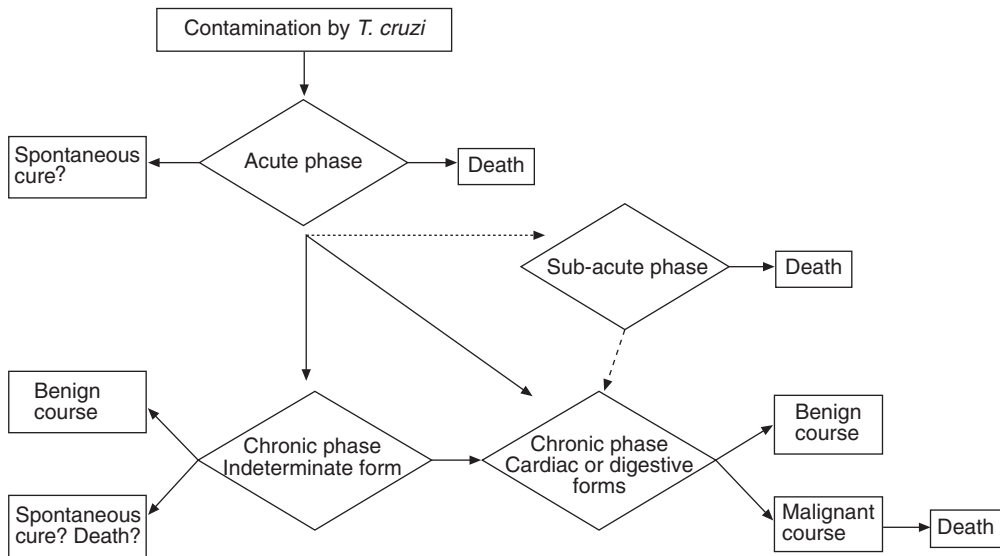 Contamination by T. cruzi
Spontaneous
cure?
Acute phase
Death
Sub-acute phase
Death
Benign
course
Chronic phase
Indeterminate form
Spontaneous
cure? Death?
Chronic phase
Cardiac or digestive
forms
Benign
course
Malignant
course
Death